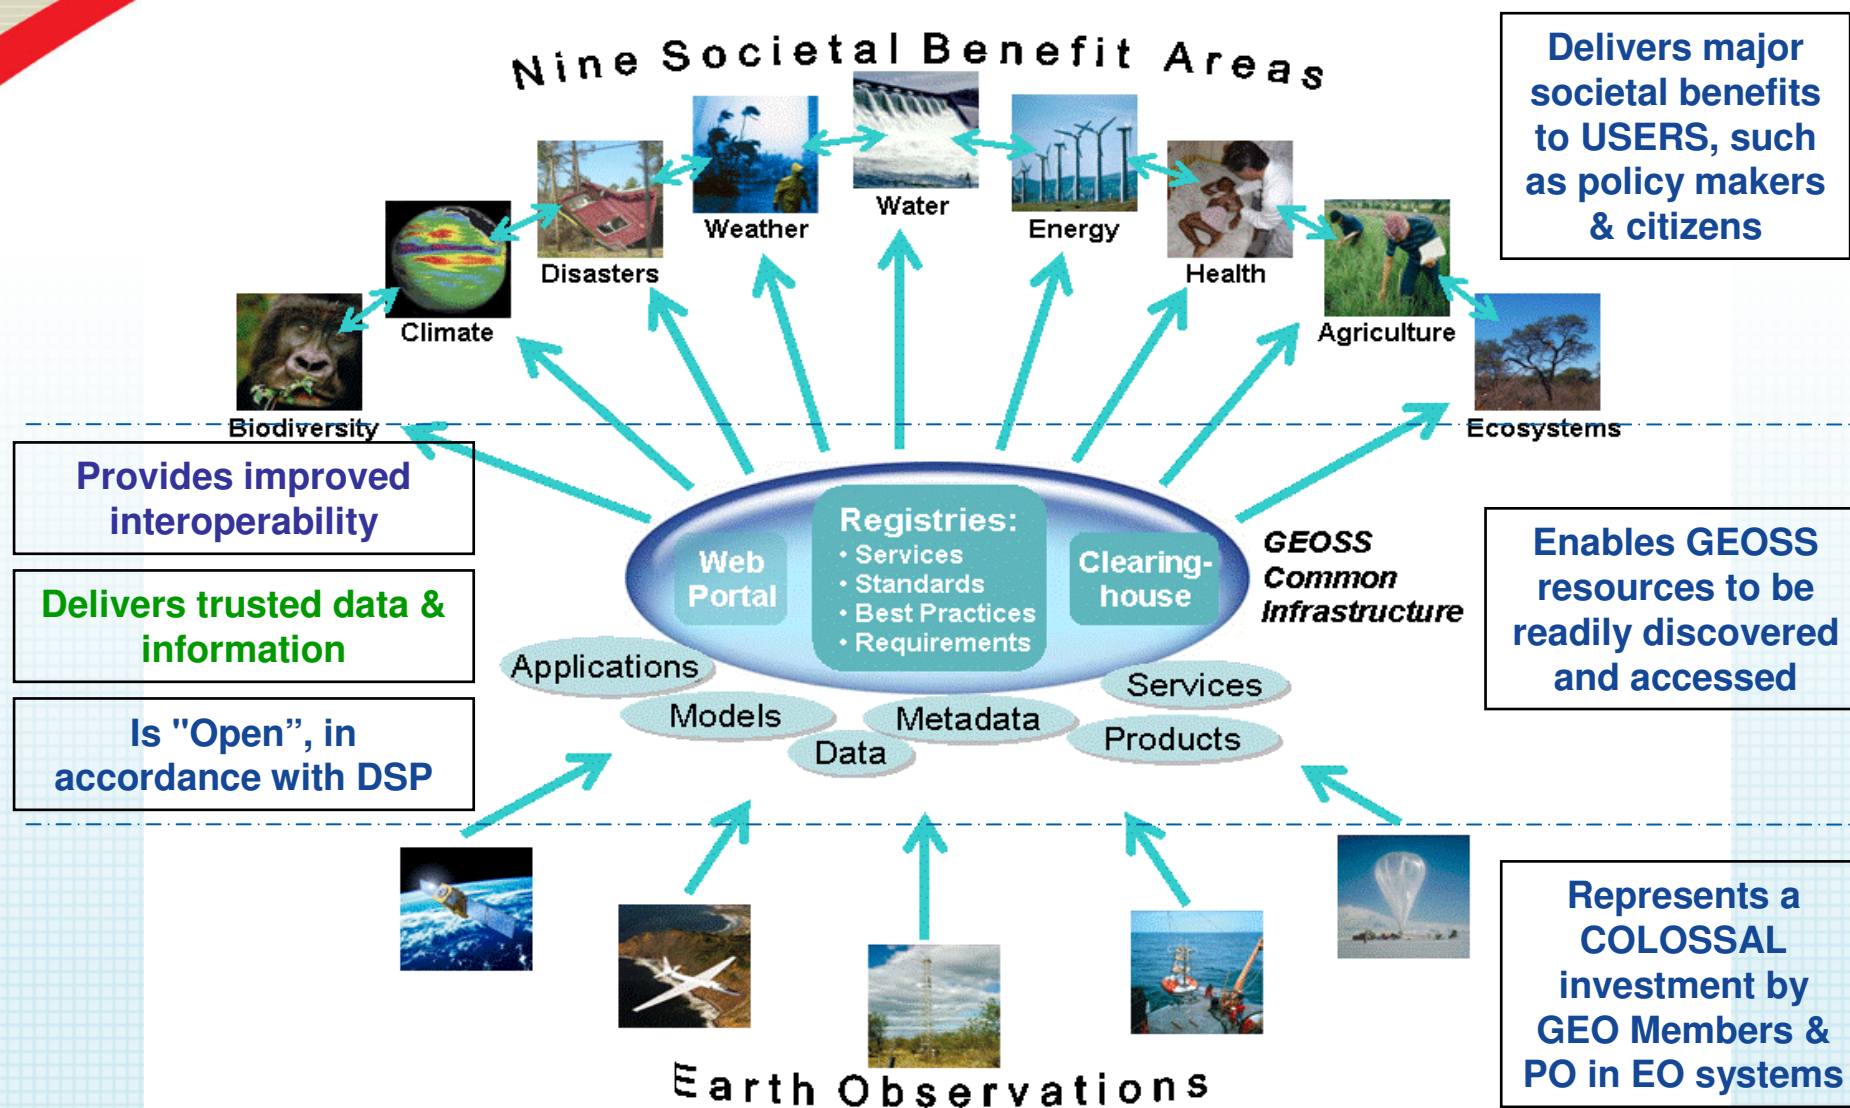 Nine Societal Benefit Areas
Delivers major
societal benefits
to USERS, such
as policy makers
& citizens
Water
Weather
Energy
Disasters
Health
Climate
Agriculture
Biodiversity
Ecosystems
Provides improved
interoperability
Delivers trusted data &
information
Is "Open”, in
accordance with DSP
Web
Portal
Registries:
• Services
• Standards
• Best Practices
• Requirements
Clearing-
house
GEOSS
Common
Infrastructure
Enables GEOSS
resources to be
readily discovered
and accessed
Applications
Models
Data
Metadata
Services
Products
Represents a
COLOSSAL
investment by
GEO Members &
PO in EO systems
Earth Observations